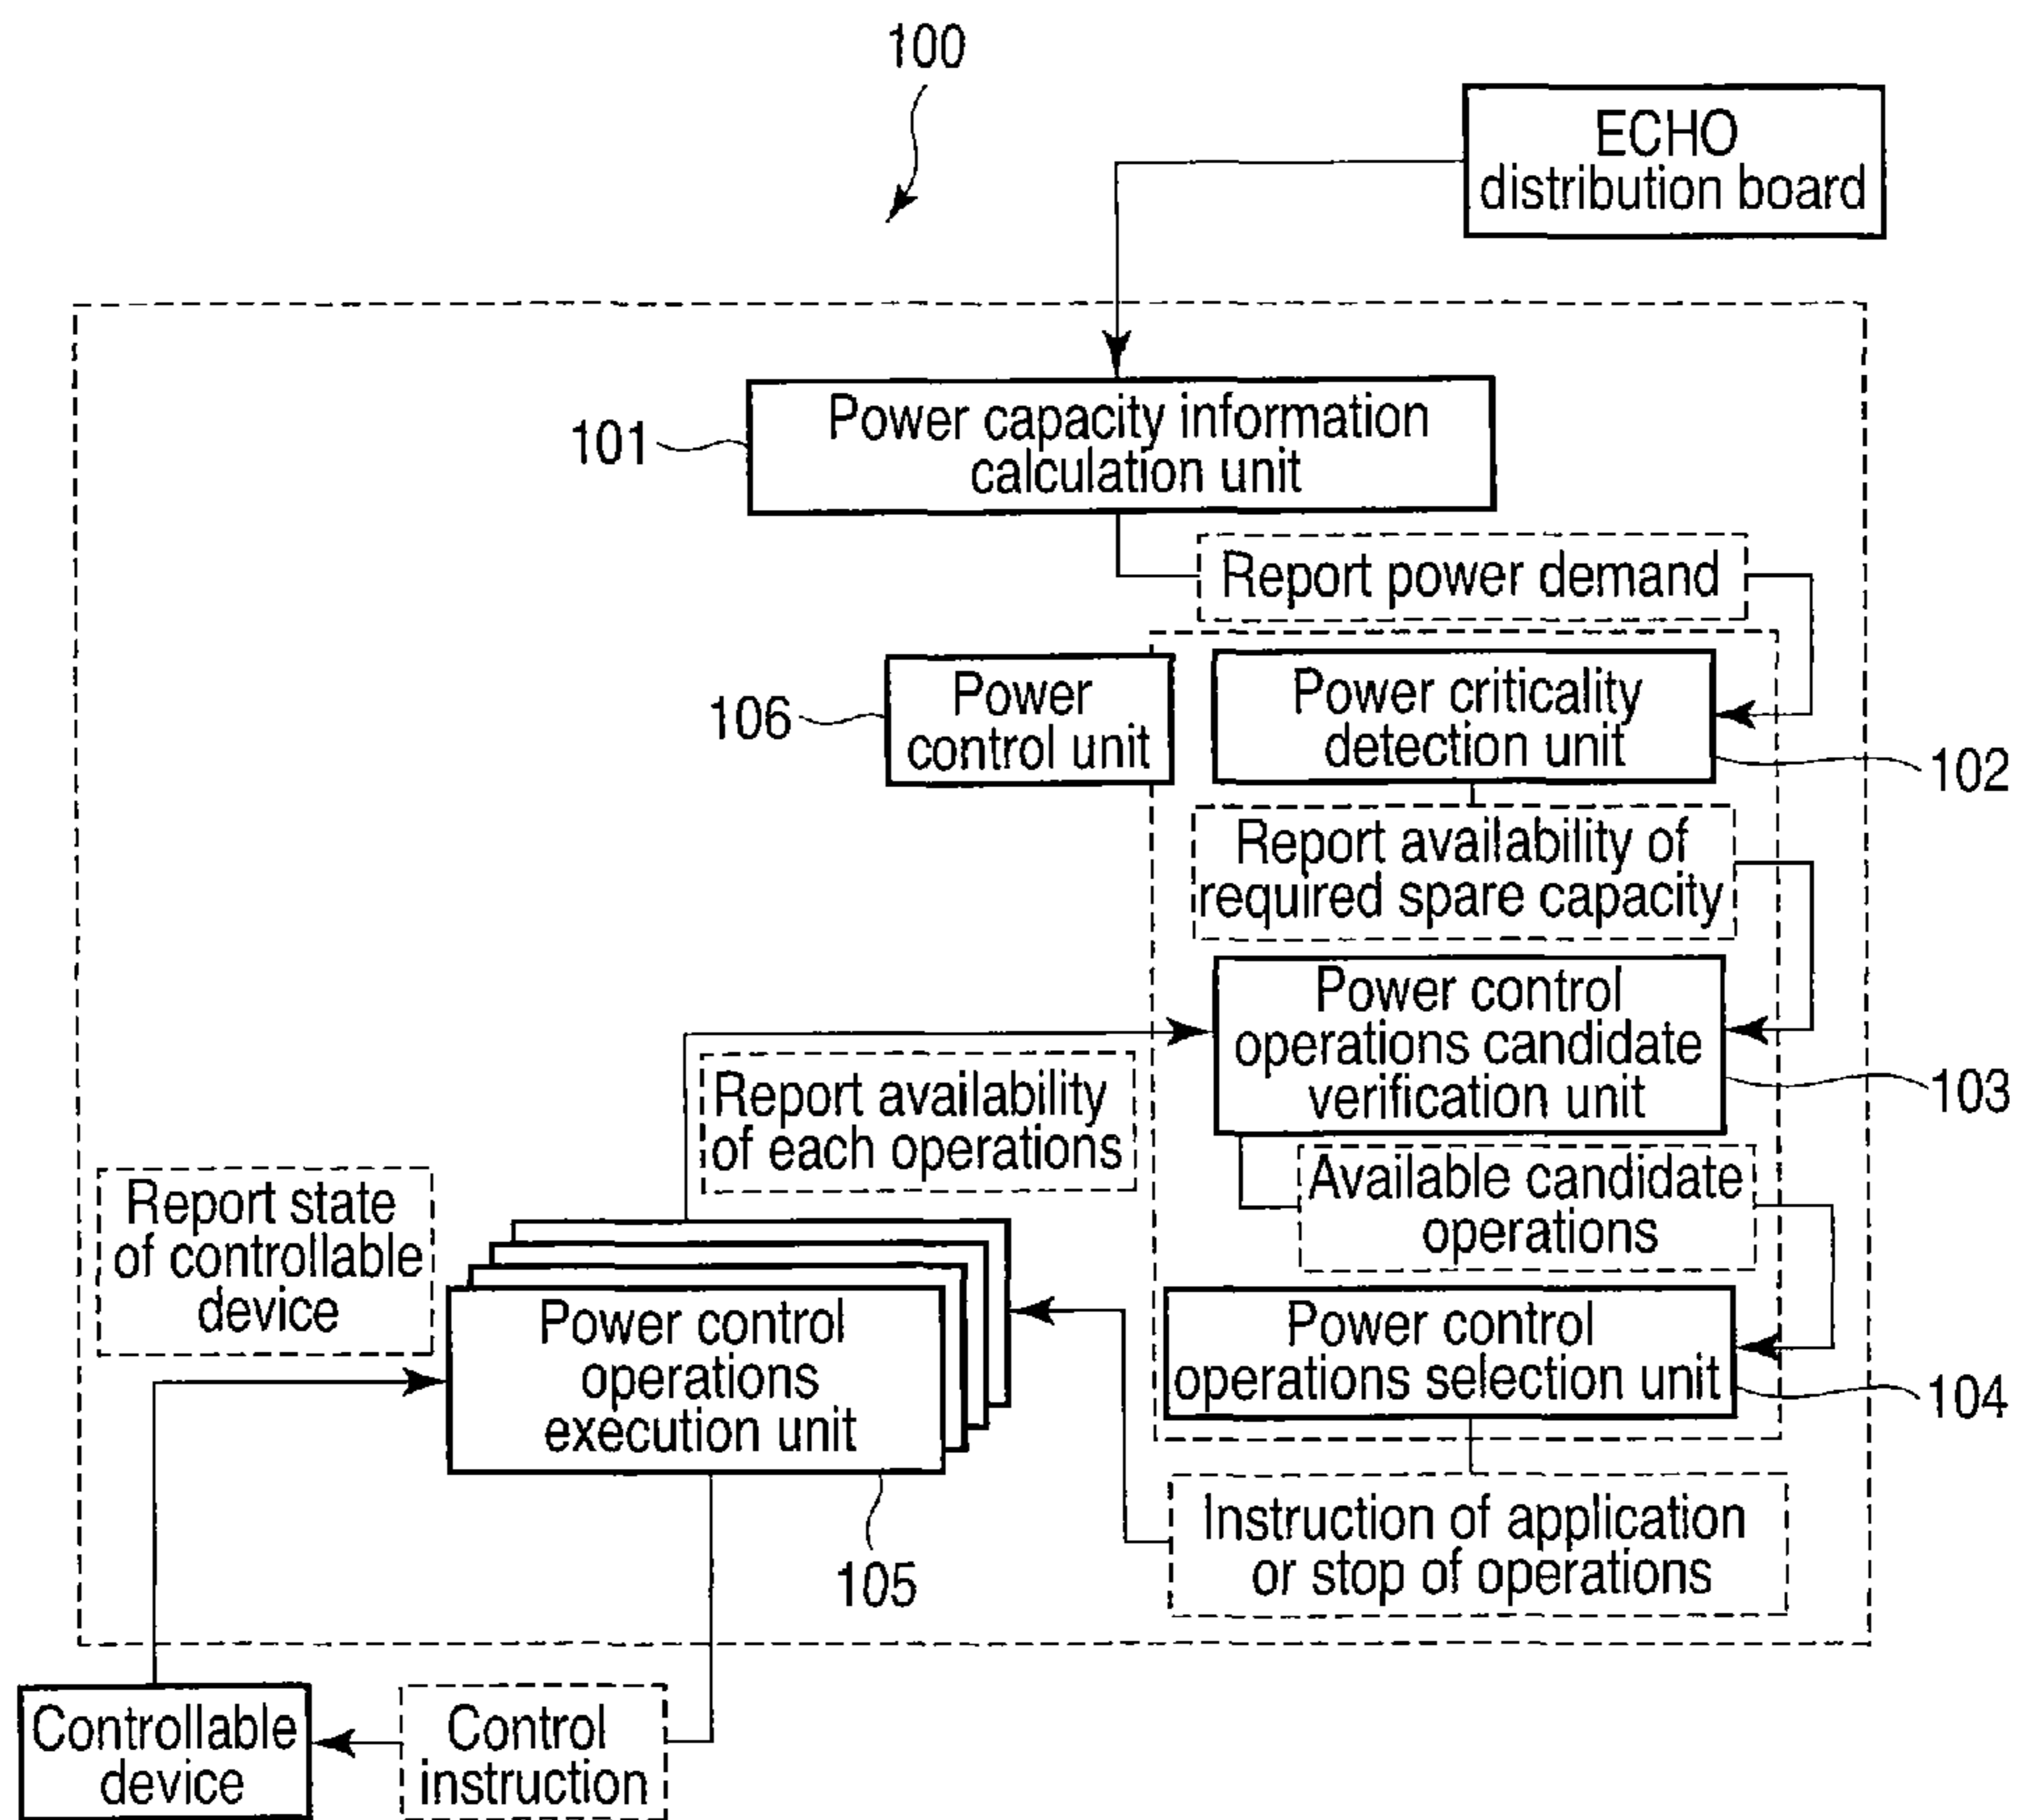 100
ECHO
distribution board
101
Power capacity information
calculation unit
Report power demand
106
Power
control unit
Power criticality
detection unit
102
Report availability of
required spare capacity
Power control
operations candidate
verification unit
103
Report availability
of each operations
Available candidate
operations
Report state
of controllable
device
Power control
operations
execution unit
105
Power control
operations selection unit
104
Instruction of application
or stop of operations
Controllable
device
Control
instruction